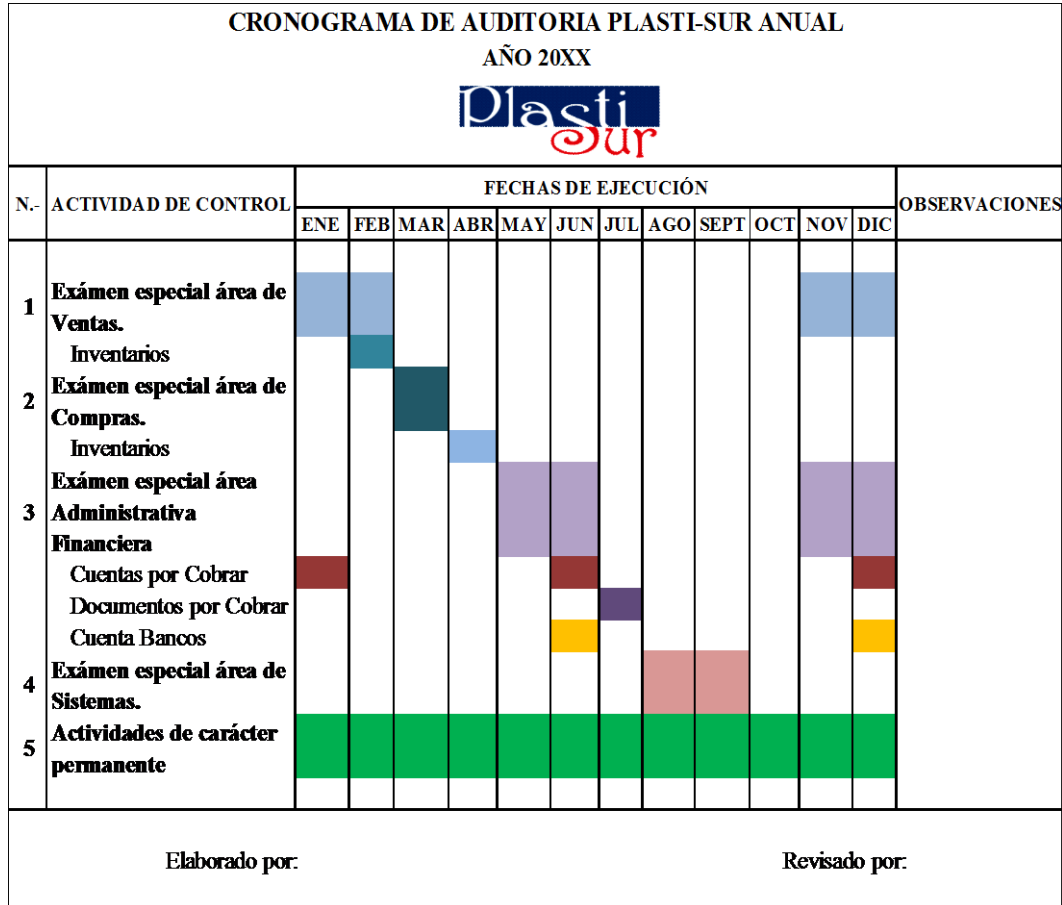 CRONOGRAMA DE AUDITORIA PLASTI-SUR ANUAL
AÑO 20XX
Plasti
Sur
N.- ACTIVIDAD DE CONTROL FECHAS DE EJECUCIÓN OBSERVACIONES
ENE FEB MAR ABR MAY JUN JUL AGO SEPT OCT NOV DIC
1 Exámen especial área de
Ventas.
Inventarios
2 Exámen especial área de
Compras.
Inventarios
3 Exámen especial área
Administrativa
Financiera
Cuentas por Cobrar
Documentos por Cobrar
Cuenta Bancos
4 Exámen especial área de
Sistemas.
5 Actividades de carácter
permanente
Elaborado por: Revisado por: